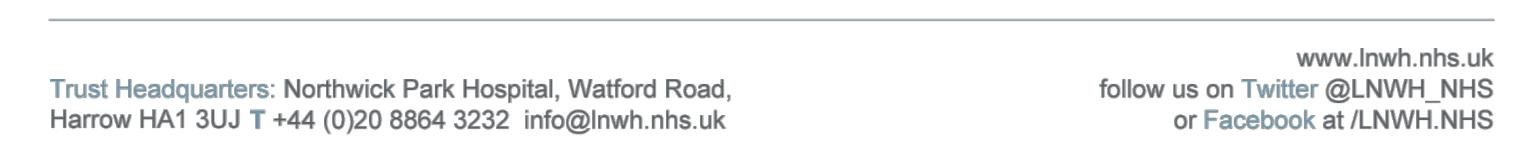 www.lnwh.nhs.uk
Trust Headquarters: Northwick Park Hospital, Watford Road,
follow us on Twitter @LNWH_NHS
Harrow HA1 3UJ T +44 (0)20 8864 3232 info@lnwh.nhs.uk
or Facebook at /LNWH.NHS